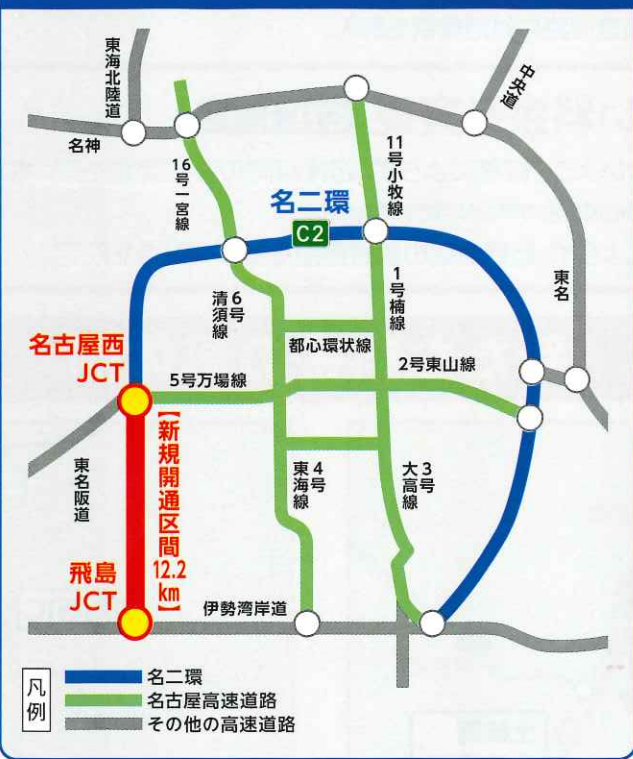 東海北陸道
名神
中央道
16号一宮線
11号小牧線
名二環
C2
6号
清須線
1号楠線
東名
都心環状線
名古屋西
JCT
5号万場線
2号東山線
【新規開通区間
12.2
km】
東名阪道
4号
東海線
3号
大高線
飛島
JCT
伊勢湾岸道
凡例
名二環
名古屋高速道路
その他の高速道路